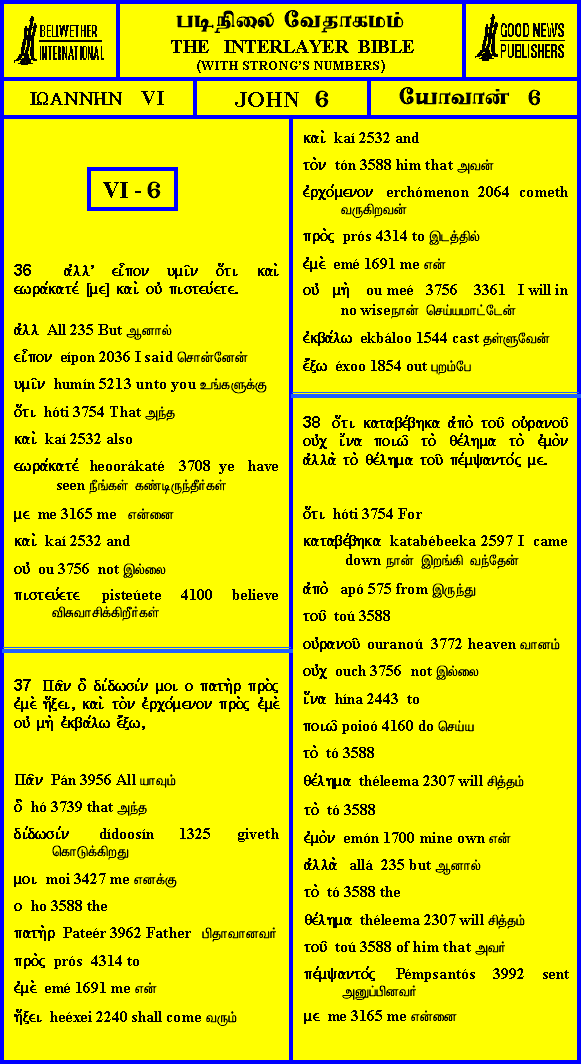 BELLWETHER
INTERNATIONAL
படிநிலை வேதாகமம்
THE INTERLAYER BIBLE
(WITH STRONG'S NUMBERS)
GOOD NEWS
PUBLISHERS
ΙΩΑΝΝΗΝ VI
JOHN 6
யோவான் 6
VI - 6
36 ἀλλ' εἶπον υμῖν ὅτι καὶ
εωράκατέ [με] καὶ οὐ πιστεύετε.
ἀλλ All 235 But ஆனால்
εἶπον eípon 2036 I said சொன்னேன்
υμῖν humín 5213 unto you உங்களுக்கு
ὅτι hóti 3754 That அந்த
καὶ kaí 2532 also
εωράκατέ heoorákaté 3708 ye have
seen நீங்கள் கண்டிருந்தீர்கள்
με me 3165 me என்னை
καὶ kaí 2532 and
οὐ ou 3756 not இல்லை
πιστεύετε pisteúete 4100 believe
விசுவாசிக்கிறீர்கள்
37 Πᾶν ὃ δίδωσίν μοι ο πατὴρ πρὸς
ἐμὲ ἥξει, καὶ τὸν ἐρχόμενον πρὸς ἐμὲ
οὐ μὴ ἐκβάλω ἔξω,
Πᾶν Pán 3956 All யாவும்
ὃ hó 3739 that அந்த
δίδωσίν dídoosín 1325 giveth
கொடுக்கிறது
μοι moi 3427 me எனக்கு
ο ho 3588 the
πατὴρ Pateér 3962 Father பிதாவானவர்
πρὸς prós 4314 to
ἐμὲ emé 1691 me என்
ἥξει heéxei 2240 shall come வரும்
καὶ kaí 2532 and
τὸν tón 3588 him that அவன்
ἐρχόμενον erchómenon 2064 cometh
வருகிறவன்
πρὸς prós 4314 to இடத்தில்
ἐμὲ emé 1691 me என்
οὐ μὴ ou meé 3756 3361 I will in
no wiseநான் செய்யமாட்டேன்
ἐκβάλω ekbáloo 1544 cast தள்ளுவேன்
ἔξω éxoo 1854 out புறம்பே
38 ὅτι καταβέβηκα ἀπὸ τοῦ οὐρανοῦ
οὐχ ἵνα ποιῶ τὸ θέλημα τὸ ἐμὸν
ἀλλὰ τὸ θέλημα τοῦ πέμψαντός με.
ὅτι hóti 3754 For
καταβέβηκα katabébeeka 2597 I came
down நான் இறங்கி வந்தேன்
ἀπὸ apó 575 from இருந்து
τοῦ toú 3588
οὐρανοῦ ouranoú 3772 heaven வானம்
οὐχ ouch 3756 not இல்லை
ἵνα hína 2443 to
ποιῶ poioó 4160 do செய்ய
τὸ tó 3588
θέλημα théleema 2307 will சித்தம்
τὸ tó 3588
ἐμὸν emón 1700 mine own என்
ἀλλὰ allá 235 but ஆனால்
τὸ tó 3588 the
θέλημα théleema 2307 will சித்தம்
τοῦ toú 3588 of him that அவர்
πέμψαντός Pémpsantós 3992 sent
அனுப்பினவர்
με me 3165 me என்னை